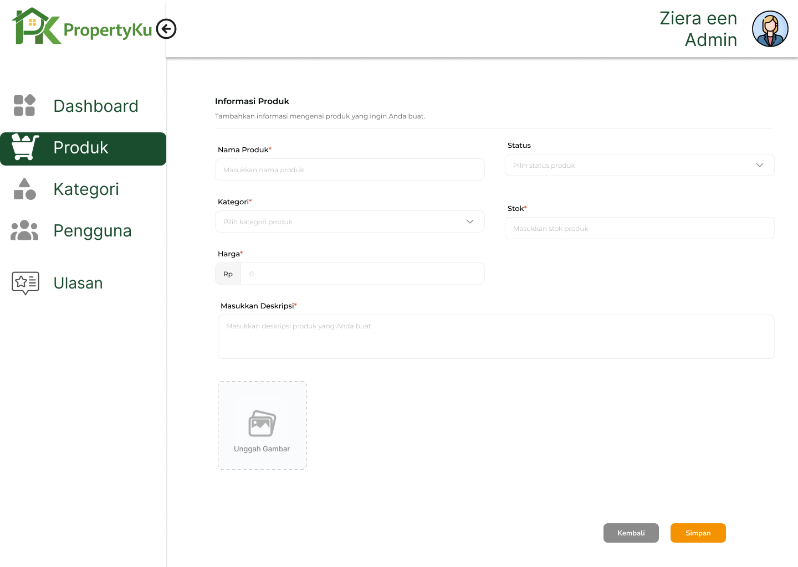 PropertyKu
Ziera een
Admin
Dashboard
Produk
Kategori
Pengguna
Ulasan
Informasi Produk
Tambahkan informasi mengenai produk yang ingin Anda buat.
Nama Produk*
Masukkan nama produk
Status
Pilih status produk
Kategori*
Pilih kategori produk
Stok*
Masukkan stok produk
Harga*
Rp 0
Masukkan Deskripsi*
Masukkan deskripsi produk yang Anda buat
Unggah Gambar
Kembali
Simpan